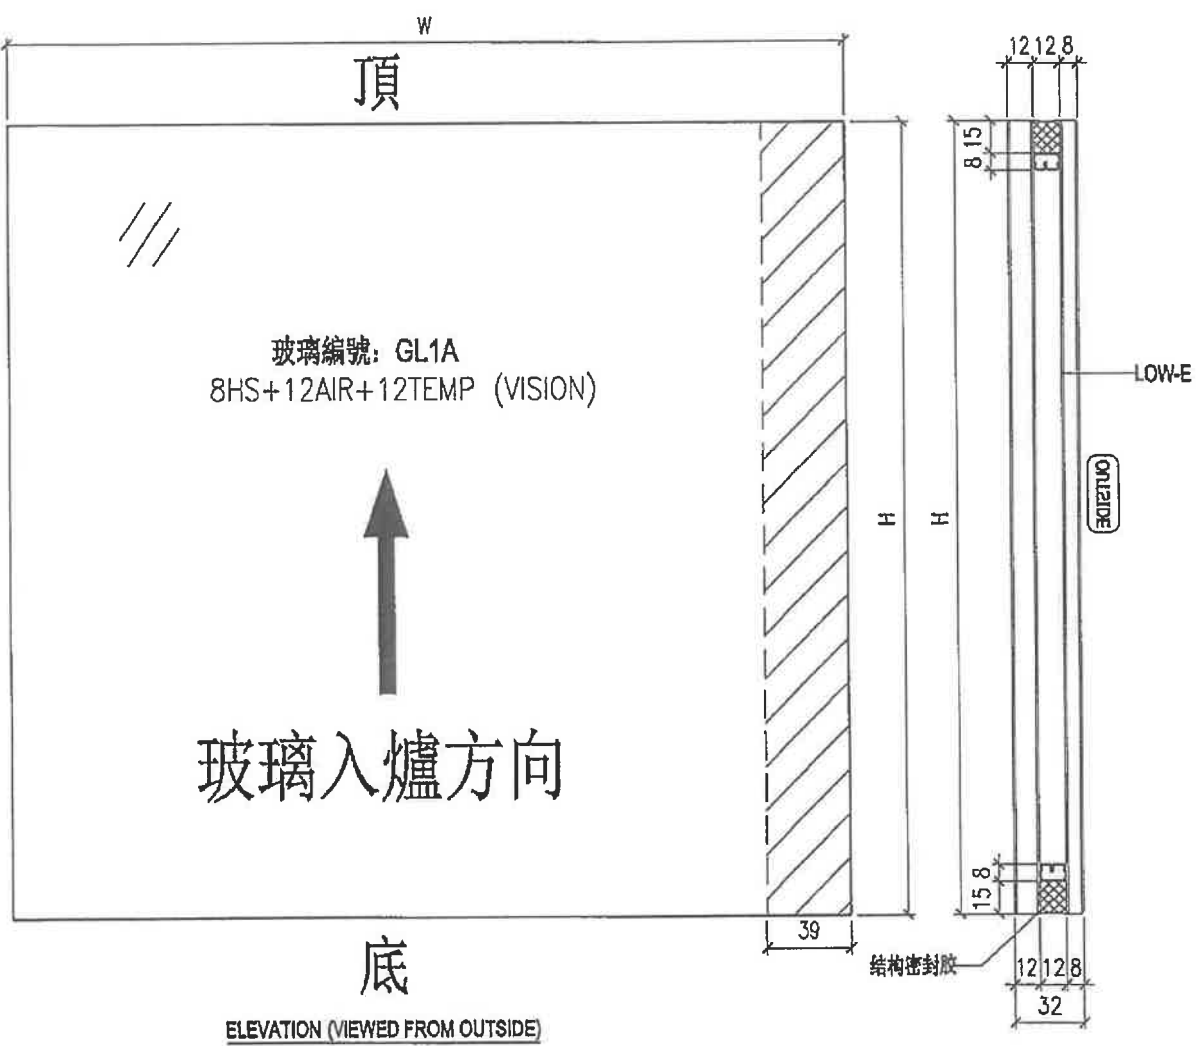 W
頂
12 12 8
15
8
玻璃編號: GL1A
8HS+12AIR+12TEMP (VISION)
LOW-E
OUTSIDE
H
H
玻璃入爐方向
8
15
39
底
结构密封胶
12 12 8
32
ELEVATION (VIEWED FROM OUTSIDE)